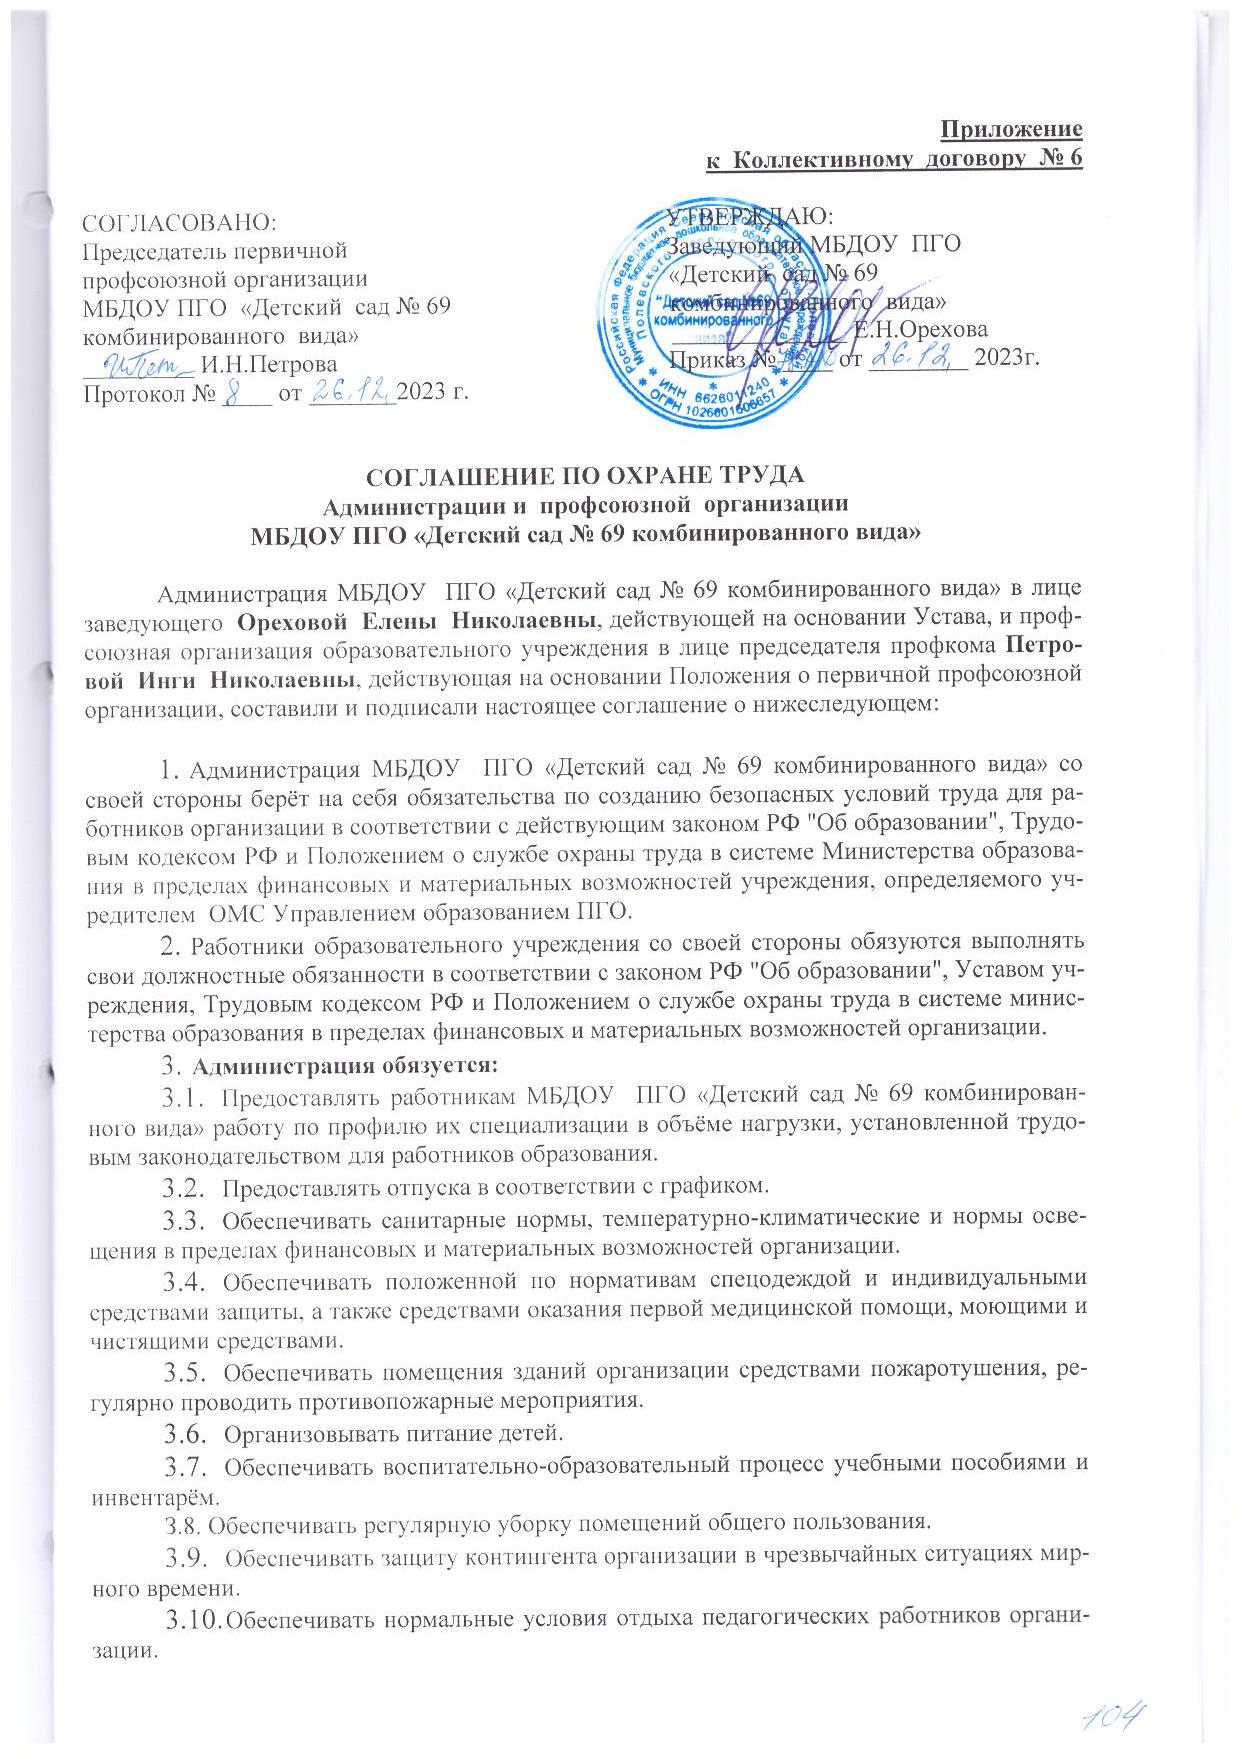 Приложение
к Коллективному договору № 6
СОГЛАСОВАНО:
Председатель первичной
профсоюзной организации
МБДОУ ПГО «Детский сад № 69
комбинированного вида»
И.Н.Петрова
Протокол № 8 от 26.12. 2023 г.
УТВЕРЖДАЮ:
Заведующий МБДОУ ПГО
«Детский сад № 69
комбинированного вида»
Е.Н.Орехова
Приказ № от 26.12. 2023г.
"Детский сад №69
комбинированного
вида"
ИНН 6626011240
ОГРН 1026601606657
СОГЛАШЕНИЕ ПО ОХРАНЕ ТРУДА
Администрации и профсоюзной организации
МБДОУ ПГО «Детский сад № 69 комбинированного вида»
Администрация МБДОУ ПГО «Детский сад № 69 комбинированного вида» в лице
заведующего Ореховой Елены Николаевны, действующей на основании Устава, и проф-
союзная организация образовательного учреждения в лице председателя профкома Петро-
вой Инги Николаевны, действующая на основании Положения о первичной профсоюзной
организации, составили и подписали настоящее соглашение о нижеследующем:
1. Администрация МБДОУ ПГО «Детский сад № 69 комбинированного вида» со
своей стороны берёт на себя обязательства по созданию безопасных условий труда для ра-
ботников организации в соответствии с действующим законом РФ "Об образовании", Трудо-
вым кодексом РФ и Положением о службе охраны труда в системе Министерства образова-
ния в пределах финансовых и материальных возможностей учреждения, определяемого уч-
редителем ОМС Управлением образованием ПГО.
2. Работники образовательного учреждения со своей стороны обязуются выполнять
свои должностные обязанности в соответствии с законом РФ "Об образовании", Уставом уч-
реждения, Трудовым кодексом РФ и Положением о службе охраны труда в системе минис-
терства образования в пределах финансовых и материальных возможностей организации.
3. Администрация обязуется:
3.1. Предоставлять работникам МБДОУ ПГО «Детский сад № 69 комбинирован-
ного вида» работу по профилю их специализации в объёме нагрузки, установленной трудо-
вым законодательством для работников образования.
3.2. Предоставлять отпуска в соответствии с графиком.
3.3. Обеспечивать санитарные нормы, температурно-климатические и нормы осве-
щения в пределах финансовых и материальных возможностей организации.
3.4. Обеспечивать положенной по нормативам спецодеждой и индивидуальными
средствами защиты, а также средствами оказания первой медицинской помощи, моющими и
чистящими средствами.
3.5. Обеспечивать помещения зданий организации средствами пожаротушения, ре-
гулярно проводить противопожарные мероприятия.
3.6. Организовывать питание детей.
3.7. Обеспечивать воспитательно-образовательный процесс учебными пособиями и
инвентарём.
3.8. Обеспечивать регулярную уборку помещений общего пользования.
3.9. Обеспечивать защиту контингента организации в чрезвычайных ситуациях мир-
ного времени.
3.10.Обеспечивать нормальные условия отдыха педагогических работников органи-
зации.
104